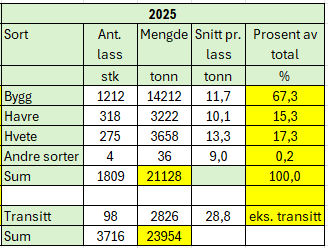 2025
Sort Ant. lass Mengde Snitt pr. lass Prosent av total
stk tonn tonn %
Bygg 1212 14212 11,7 67,3
Havre 318 3222 10,1 15,3
Hvete 275 3658 13,3 17,3
Andre sorter 4 36 9,0 0,2
Sum 1809 21128 100,0
Transitt 98 2826 28,8 eks. transitt
Sum 3716 23954